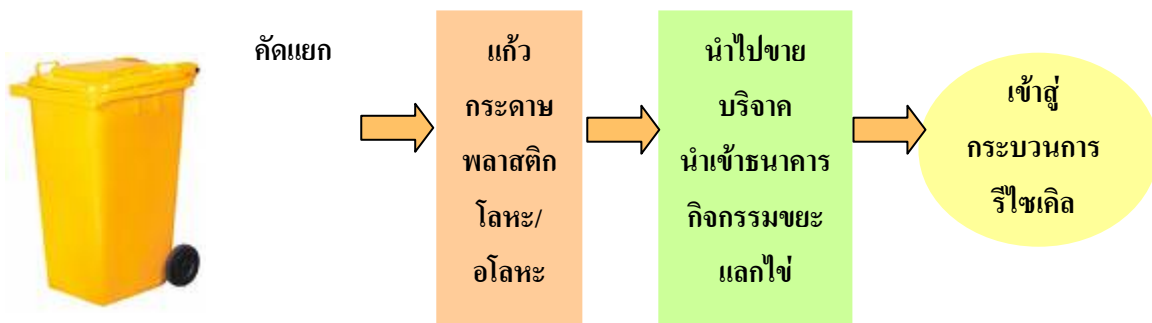 คัดแยก
แก้ว
กระดาษ
พลาสติก
โลหะ/
อโลหะ
นำไปขาย
บริจาค
นำเข้าธนาคาร
กิจกรรมขยะ
แลกไข่
เข้าสู่
กระบวนการ
รีไซเคิล